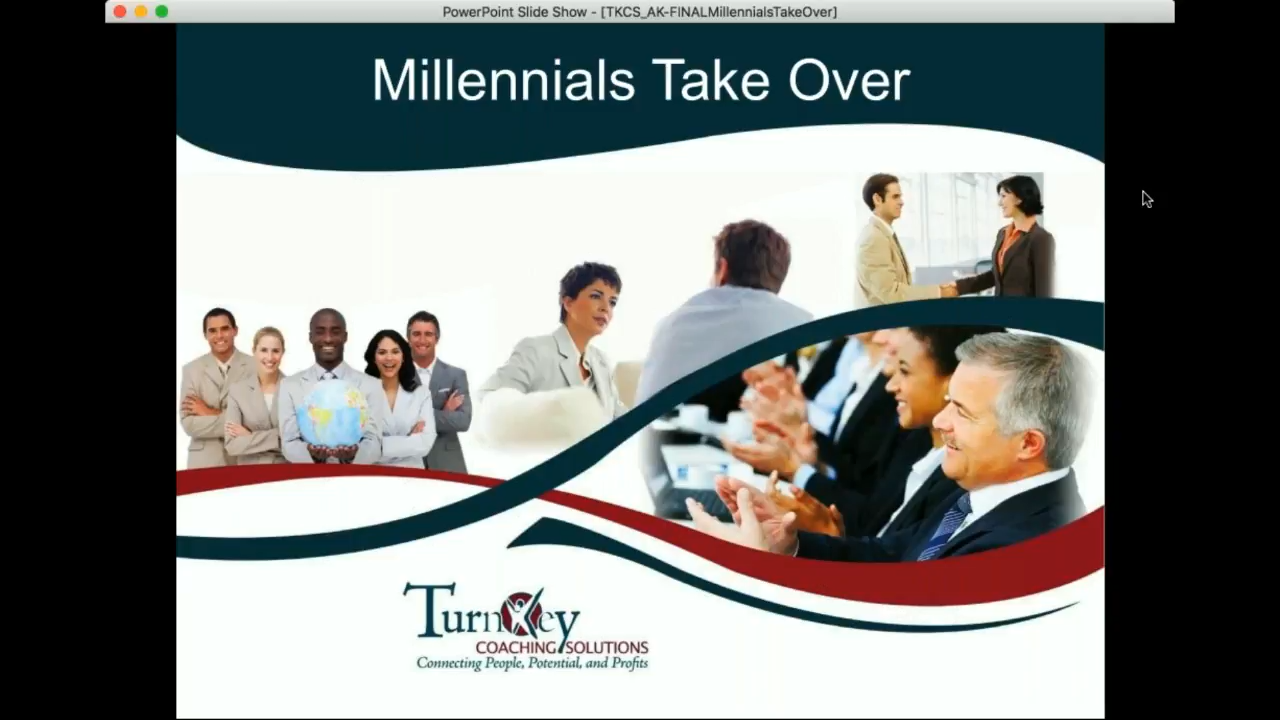 PowerPoint Slide Show - [TKCS_AK-FINALMillennialsTakeOver]
Millennials Take Over
TurnKey
COACHING SOLUTIONS
Connecting People, Potential, and Profits